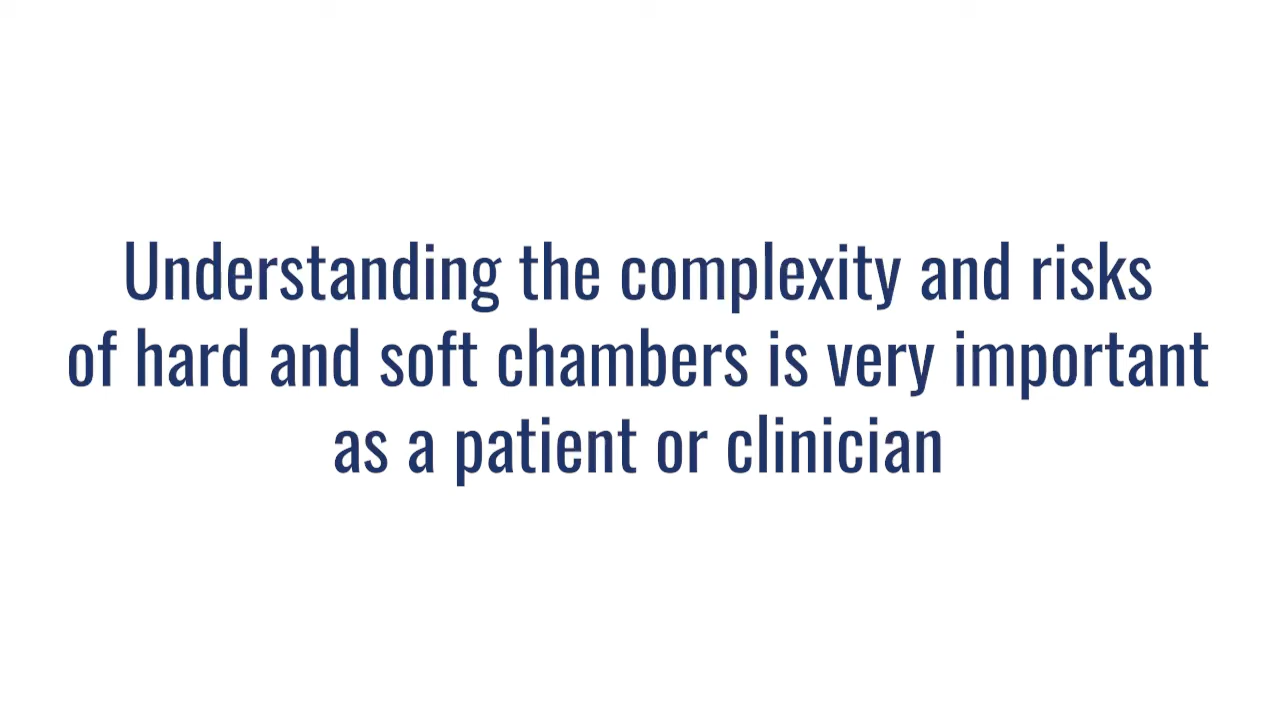 Understanding the complexity and risks
of hard and soft chambers is very important
as a patient or clinician